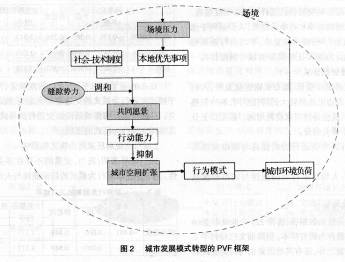 场境
场境压力
社会-技术制度
本地优先事项
缝隙势力
调和
共同愿景
行动能力
抑制
城市空间扩张
行为模式
城市环境负荷
图 2 城市发展模式转型的 PVF 框架